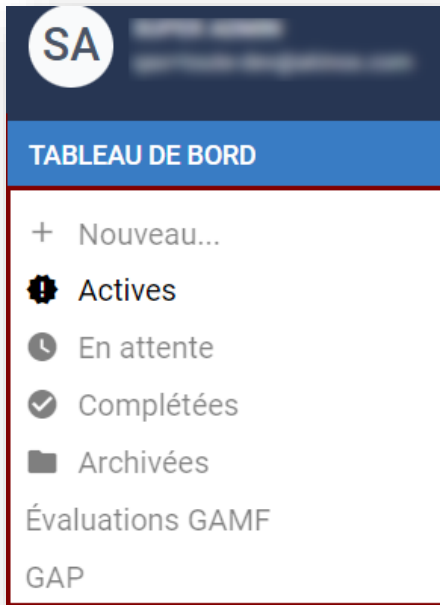 SA
TABLEAU DE BORD
Nouveau...
Actives
En attente
Complétées
Archivées
Évaluations GAMF
GAP